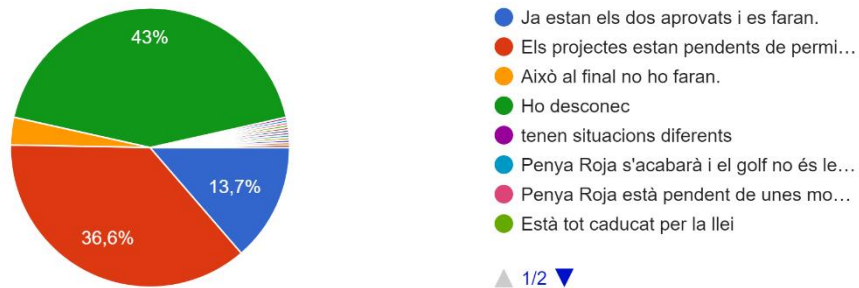 43%
13,7%
36,6%
Ja estan els dos aprovats i es faran.
Els projectes estan pendents de permi…
Això al final no ho faran.
Ho desconec
tenen situacions diferents
Penya Roja s'acabarà i el golf no és le…
Penya Roja està pendent de unes mo…
Està tot caducat per la llei
1/2